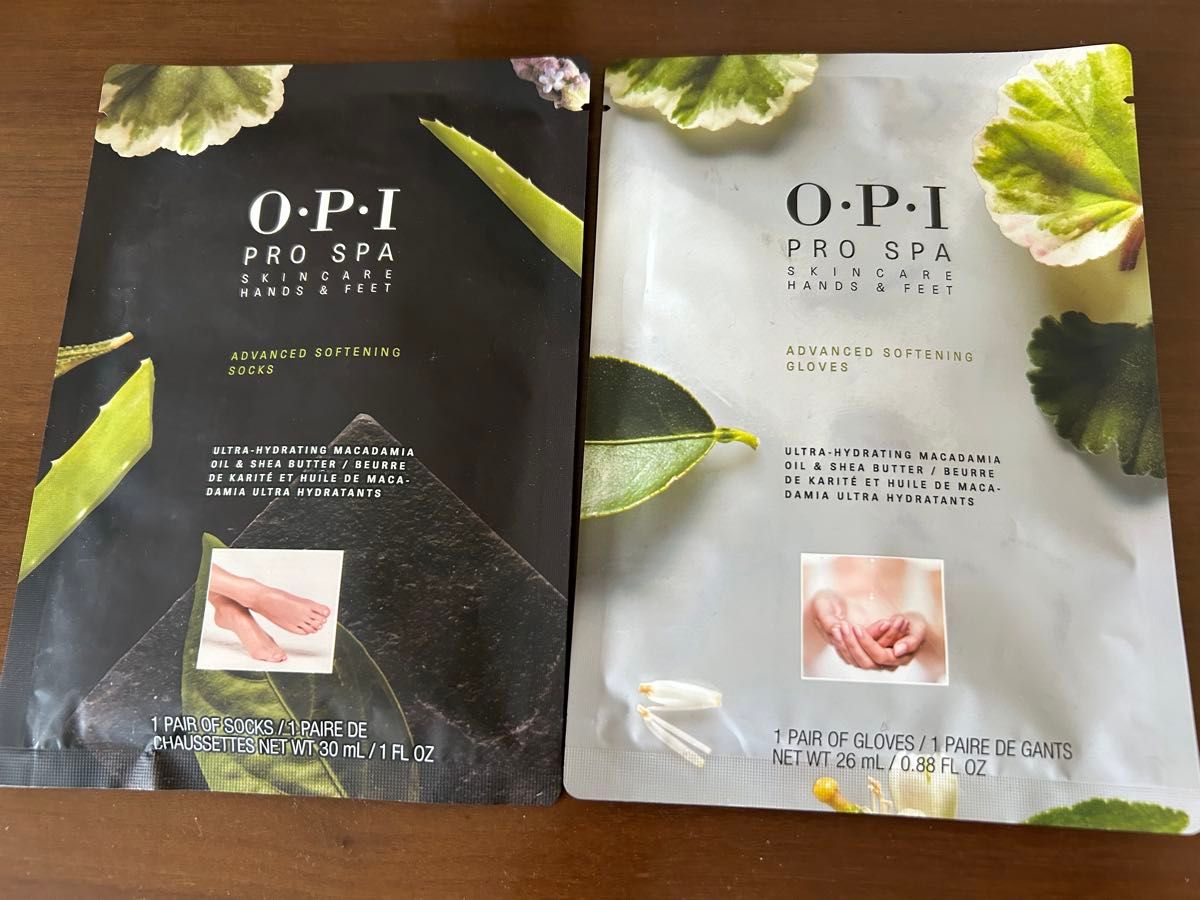 O·P·I
PRO SPA
SKINCARE
HANDS & FEET
ADVANCED SOFTENING
SOCKS
ULTRA-HYDRATING MACADAMIA
OIL & SHEA BUTTER / BEURRE
DE KARITÉ ET HUILE DE MACA-
DAMIA ULTRA HYDRATANTS
1 PAIR OF SOCKS / 1 PAIRE DE
CHAUSSETTES NET WT 30 mL / 1 FL OZ
O·P·I
PRO SPA
SKINCARE
HANDS & FEET
ADVANCED SOFTENING
GLOVES
ULTRA-HYDRATING MACADAMIA
OIL & SHEA BUTTER / BEURRE
DE KARITÉ ET HUILE DE MACA-
DAMIA ULTRA HYDRATANTS
1 PAIR OF GLOVES / 1 PAIRE DE GANTS
NET WT 26 mL / 0.88 FL OZ